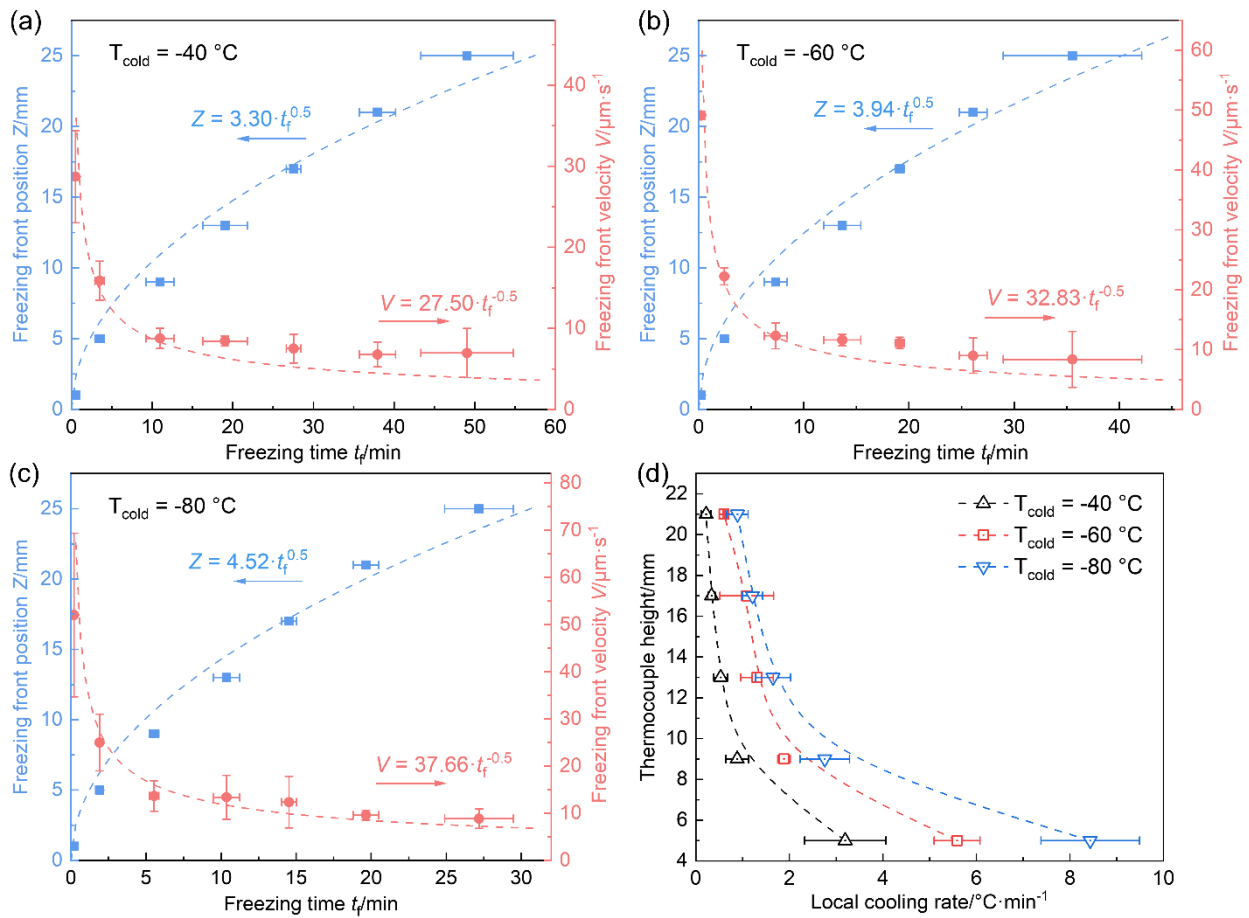 (a)
T_cold = -40 °C
Z = 3.30·t_f^0.5
V = 27.50·t_f^-0.5
Freezing front position Z/mm
0
5
10
15
20
25
Freezing front velocity V/μm·s⁻¹
0
10
20
30
40
Freezing time t_f/min
0 10 20 30 40 50 60
(b)
T_cold = -60 °C
Z = 3.94·t_f^0.5
V = 32.83·t_f^-0.5
Freezing front position Z/mm
0
5
10
15
20
25
Freezing front velocity V/μm·s⁻¹
0
10
20
30
40
50
60
Freezing time t_f/min
0 10 20 30 40
(c)
T_cold = -80 °C
Z = 4.52·t_f^0.5
V = 37.66·t_f^-0.5
Freezing front position Z/mm
0
5
10
15
20
25
Freezing front velocity V/μm·s⁻¹
0
10
20
30
40
50
60
70
80
Freezing time t_f/min
0 5 10 15 20 25 30
(d)
T_cold = -40 °C
T_cold = -60 °C
T_cold = -80 °C
Thermocouple height/mm
4
6
8
10
12
14
16
18
20
22
Local cooling rate/°C·min⁻¹
0 2 4 6 8 10